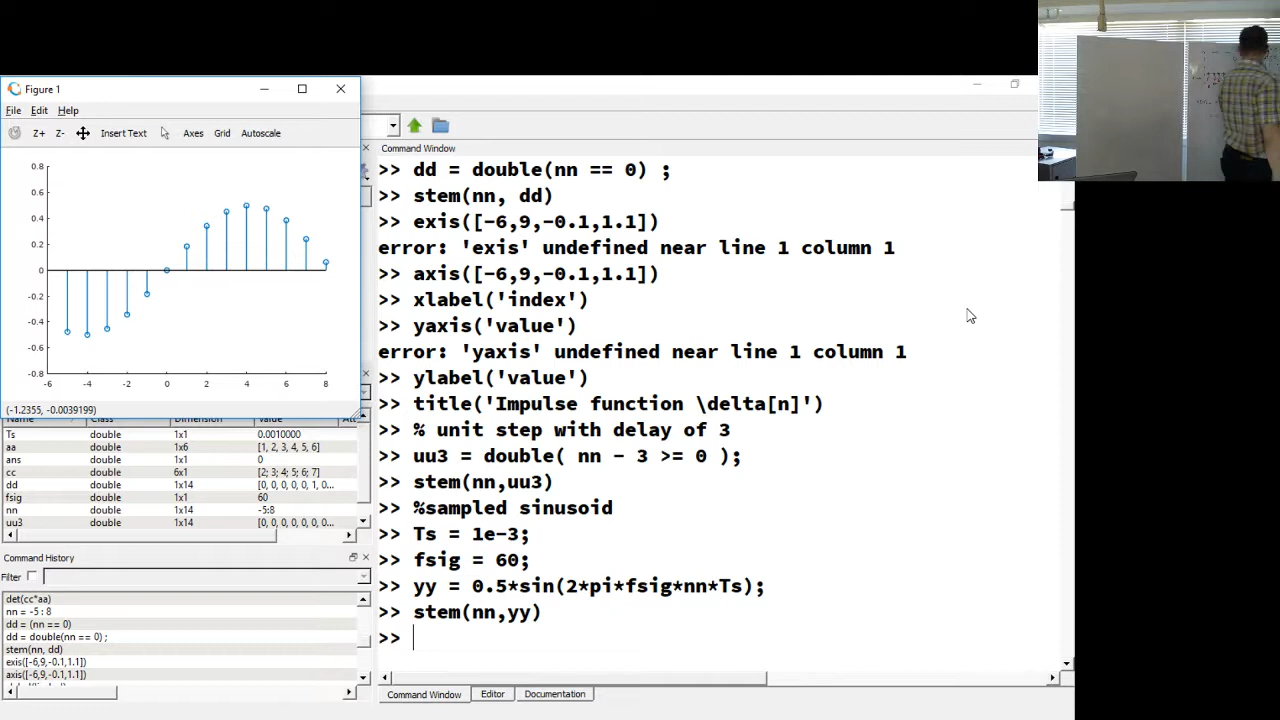 Figure 1
File Edit Help
Z+ Z- Insert Text Axes Grid Autoscale
0.8
0.6
0.4
0.2
0
-0.2
-0.4
-0.6
-0.8
-6 -4 -2 0 2 4 6 8
(-1.2355, -0.0039199)
Name Class Dimension Value Att
Ts double 1x1 0.0010000
aa double 1x6 [1, 2, 3, 4, 5, 6]
ans double 1x1 0
cc double 6x1 [2; 3; 4; 5; 6; 7]
dd double 1x14 [0, 0, 0, 0, 0, 1, 0...
fsig double 1x1 60
nn double 1x14 -5:8
uu3 double 1x14 [0, 0, 0, 0, 0, 0, 0...
Command History
Filter
det(cc*aa)
nn = -5 : 8
dd = (nn == 0)
dd = double(nn == 0) ;
stem(nn, dd)
exis([-6,9,-0.1,1.1])
axis([-6,9,-0.1,1.1])
Command Window
>> dd = double(nn == 0) ;
>> stem(nn, dd)
>> exis([-6,9,-0.1,1.1])
error: 'exis' undefined near line 1 column 1
>> axis([-6,9,-0.1,1.1])
>> xlabel('index')
>> yaxis('value')
error: 'yaxis' undefined near line 1 column 1
>> ylabel('value')
>> title('Impulse function \delta[n]')
>> % unit step with delay of 3
>> uu3 = double( nn - 3 >= 0 );
>> stem(nn,uu3)
>> %sampled sinusoid
>> Ts = 1e-3;
>> fsig = 60;
>> yy = 0.5*sin(2*pi*fsig*nn*Ts);
>> stem(nn,yy)
>>
Command Window Editor Documentation